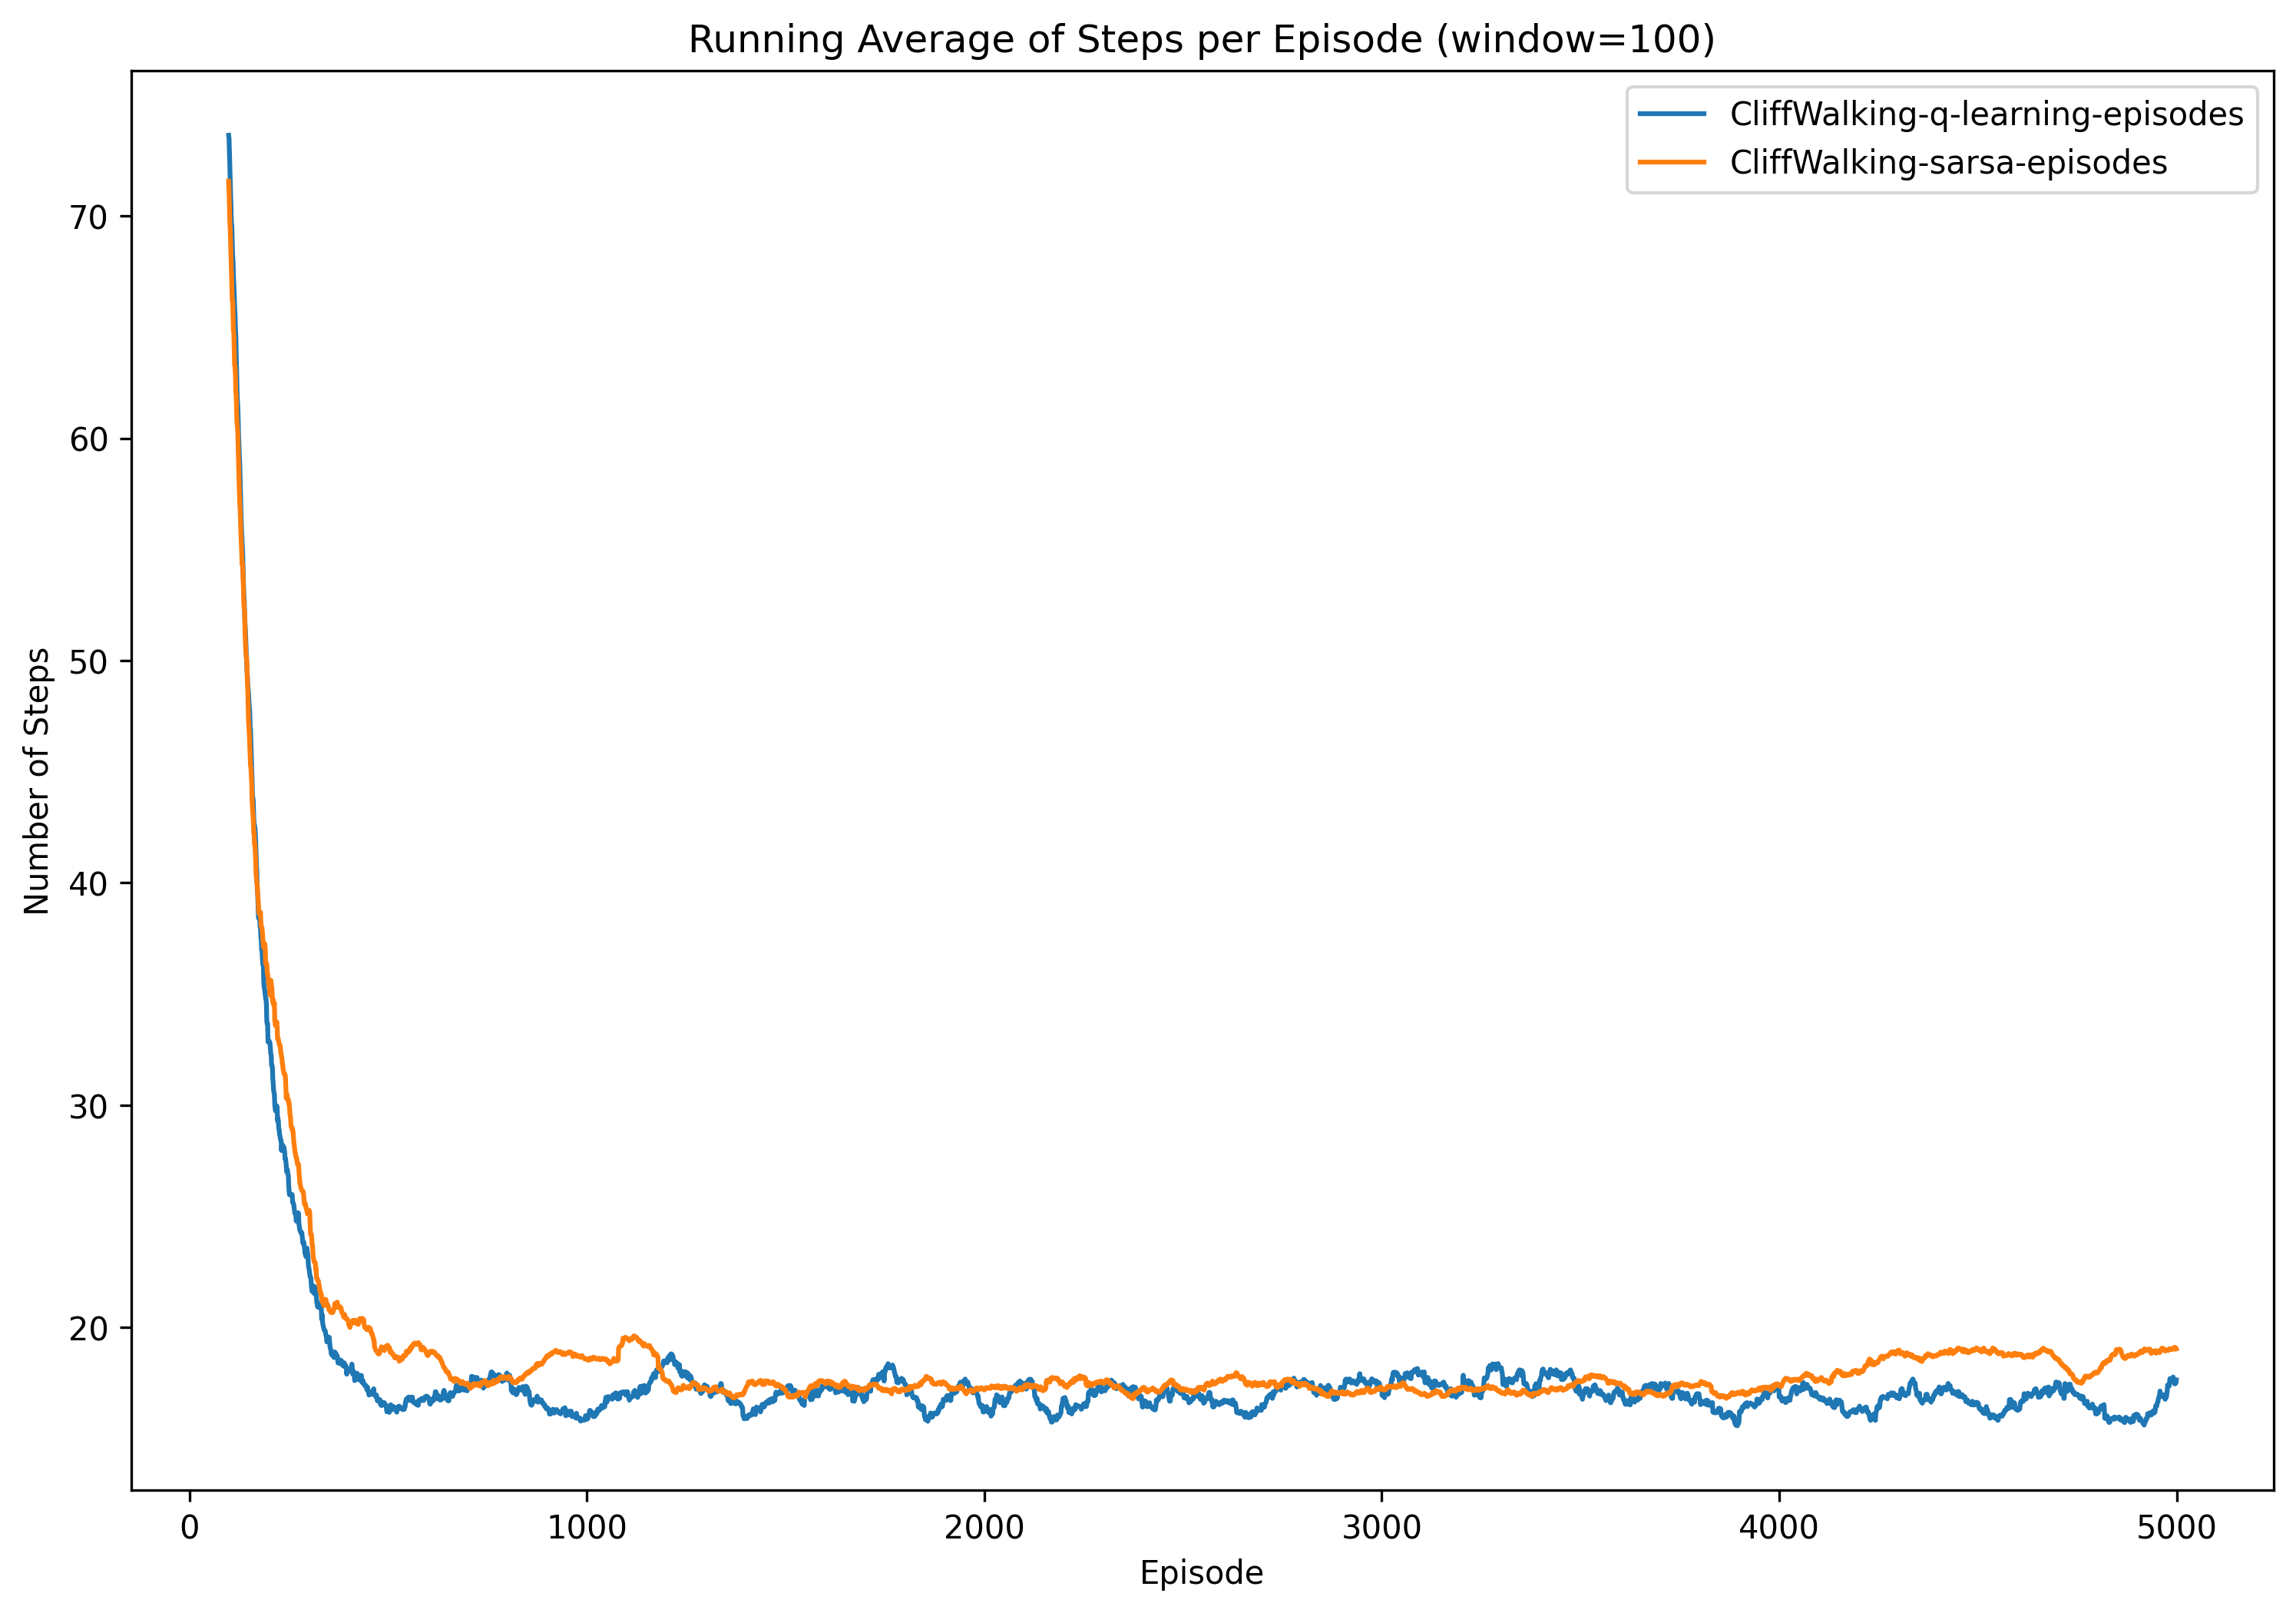 Running Average of Steps per Episode (window=100)
CliffWalking-q-learning-episodes
CliffWalking-sarsa-episodes
Number of Steps
70
60
50
40
30
20
0 1000 2000 3000 4000 5000
Episode